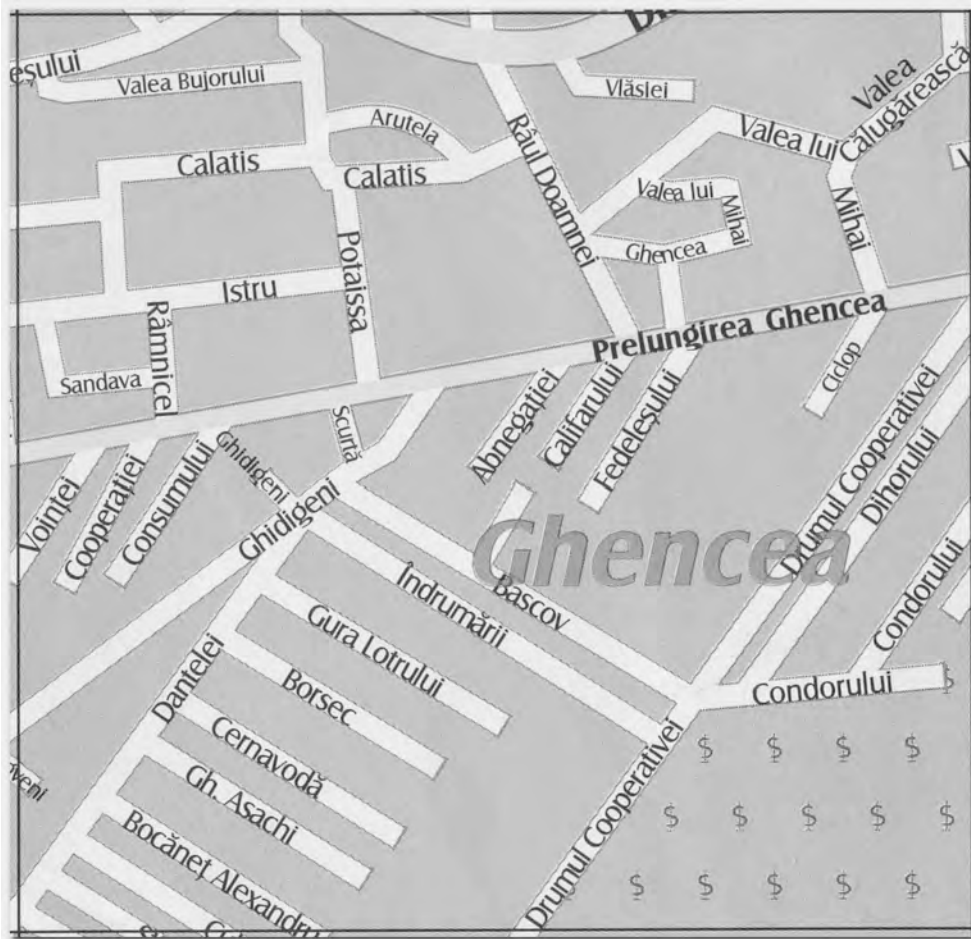 Valea Bujorului
Vlăsiei
Valea
Călugărească
Arutela
Râul Doamnei
Valea lui
Mihai
Calatis
Calatis
Valea lui
Mihai
Ghencea
Potaissa
Istru
Râmnicel
Sandava
Prelungirea Ghencea
Ciclop
Scurtă
Abnegației
Califarului
Fedeleșului
Drumul Cooperativei
Dihorului
Voinței
Cooperației
Consumului
Ghidigeni
Ghidigeni
Ghencea
Îndrumării
Bascov
Condorului
Gura Lotrului
Borsec
Condorului
Dantelei
Cernavodă
Gh. Asachi
Bocăneț Alexandru
Drumul Cooperativei